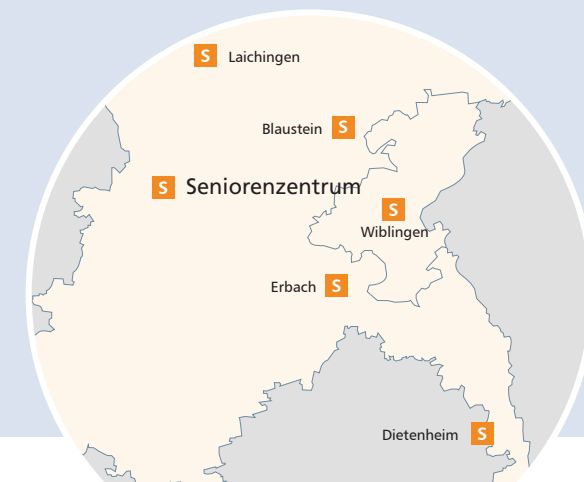 S Laichingen
Blaustein S
S Seniorenzentrum
S
Wiblingen
Erbach S
Dietenheim S